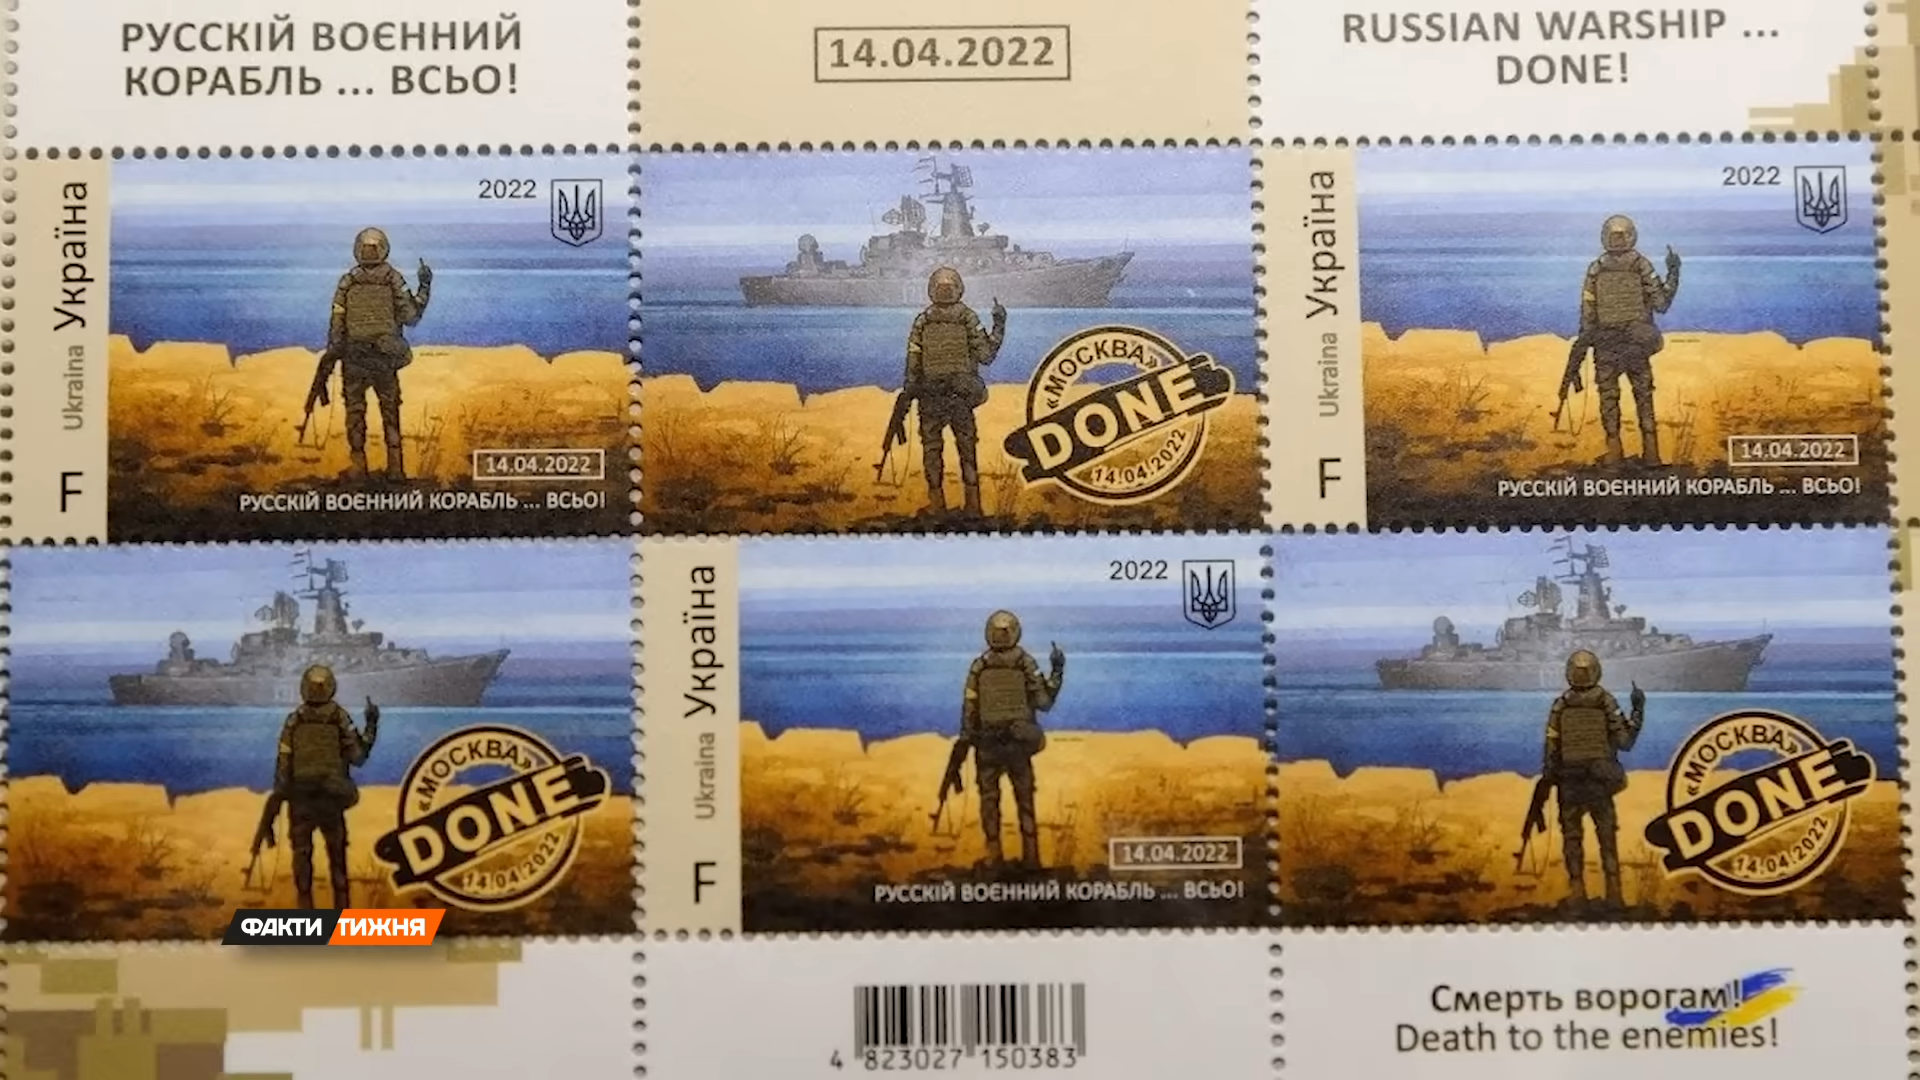 РУССКІЙ ВОЄННИЙ
КОРАБЛЬ ... ВСЬО!
14.04.2022
RUSSIAN WARSHIP ...
DONE!
Ukraina Україна
F
2022
14.04.2022
РУССКІЙ ВОЄННИЙ КОРАБЛЬ ... ВСЬО!
«МОСКВА»
DONE
14.04.2022
Ukraina Україна
F
2022
14.04.2022
РУССКІЙ ВОЄННИЙ КОРАБЛЬ ... ВСЬО!
«МОСКВА»
DONE
14.04.2022
Ukraina Україна
F
2022
14.04.2022
РУССКІЙ ВОЄННИЙ КОРАБЛЬ ... ВСЬО!
«МОСКВА»
DONE
14.04.2022
ФАКТИ ТИЖНЯ
4 823027 150383
Смерть ворогам!
Death to the enemies!